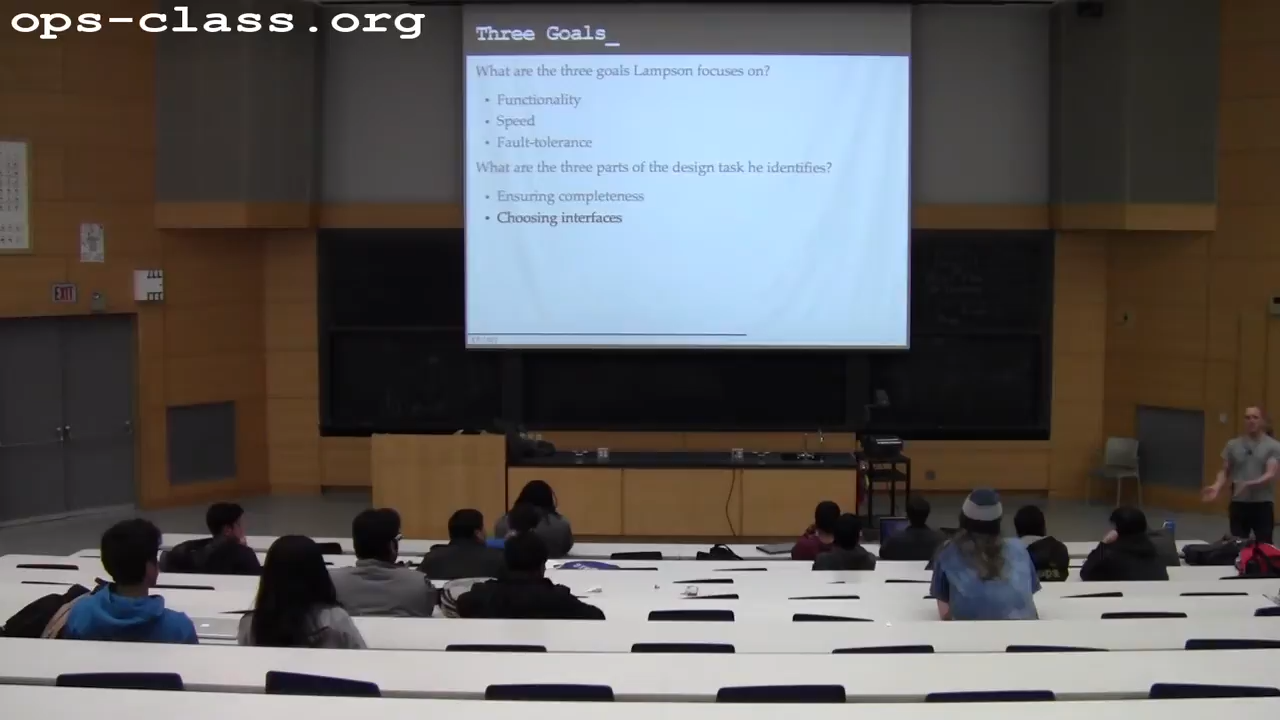 ops-class.org
Three Goals_
What are the three goals Lampson focuses on?
• Functionality
• Speed
• Fault-tolerance
What are the three parts of the design task he identifies?
• Ensuring completeness
• Choosing interfaces
EXIT